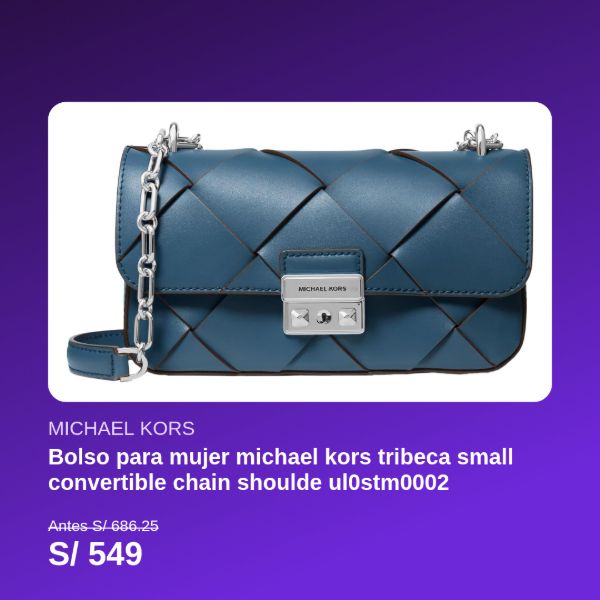 MICHAEL KORS
MICHAEL KORS
Bolso para mujer michael kors tribeca small
convertible chain shoulde ul0stm0002
Antes S/ 686.25
S/ 549